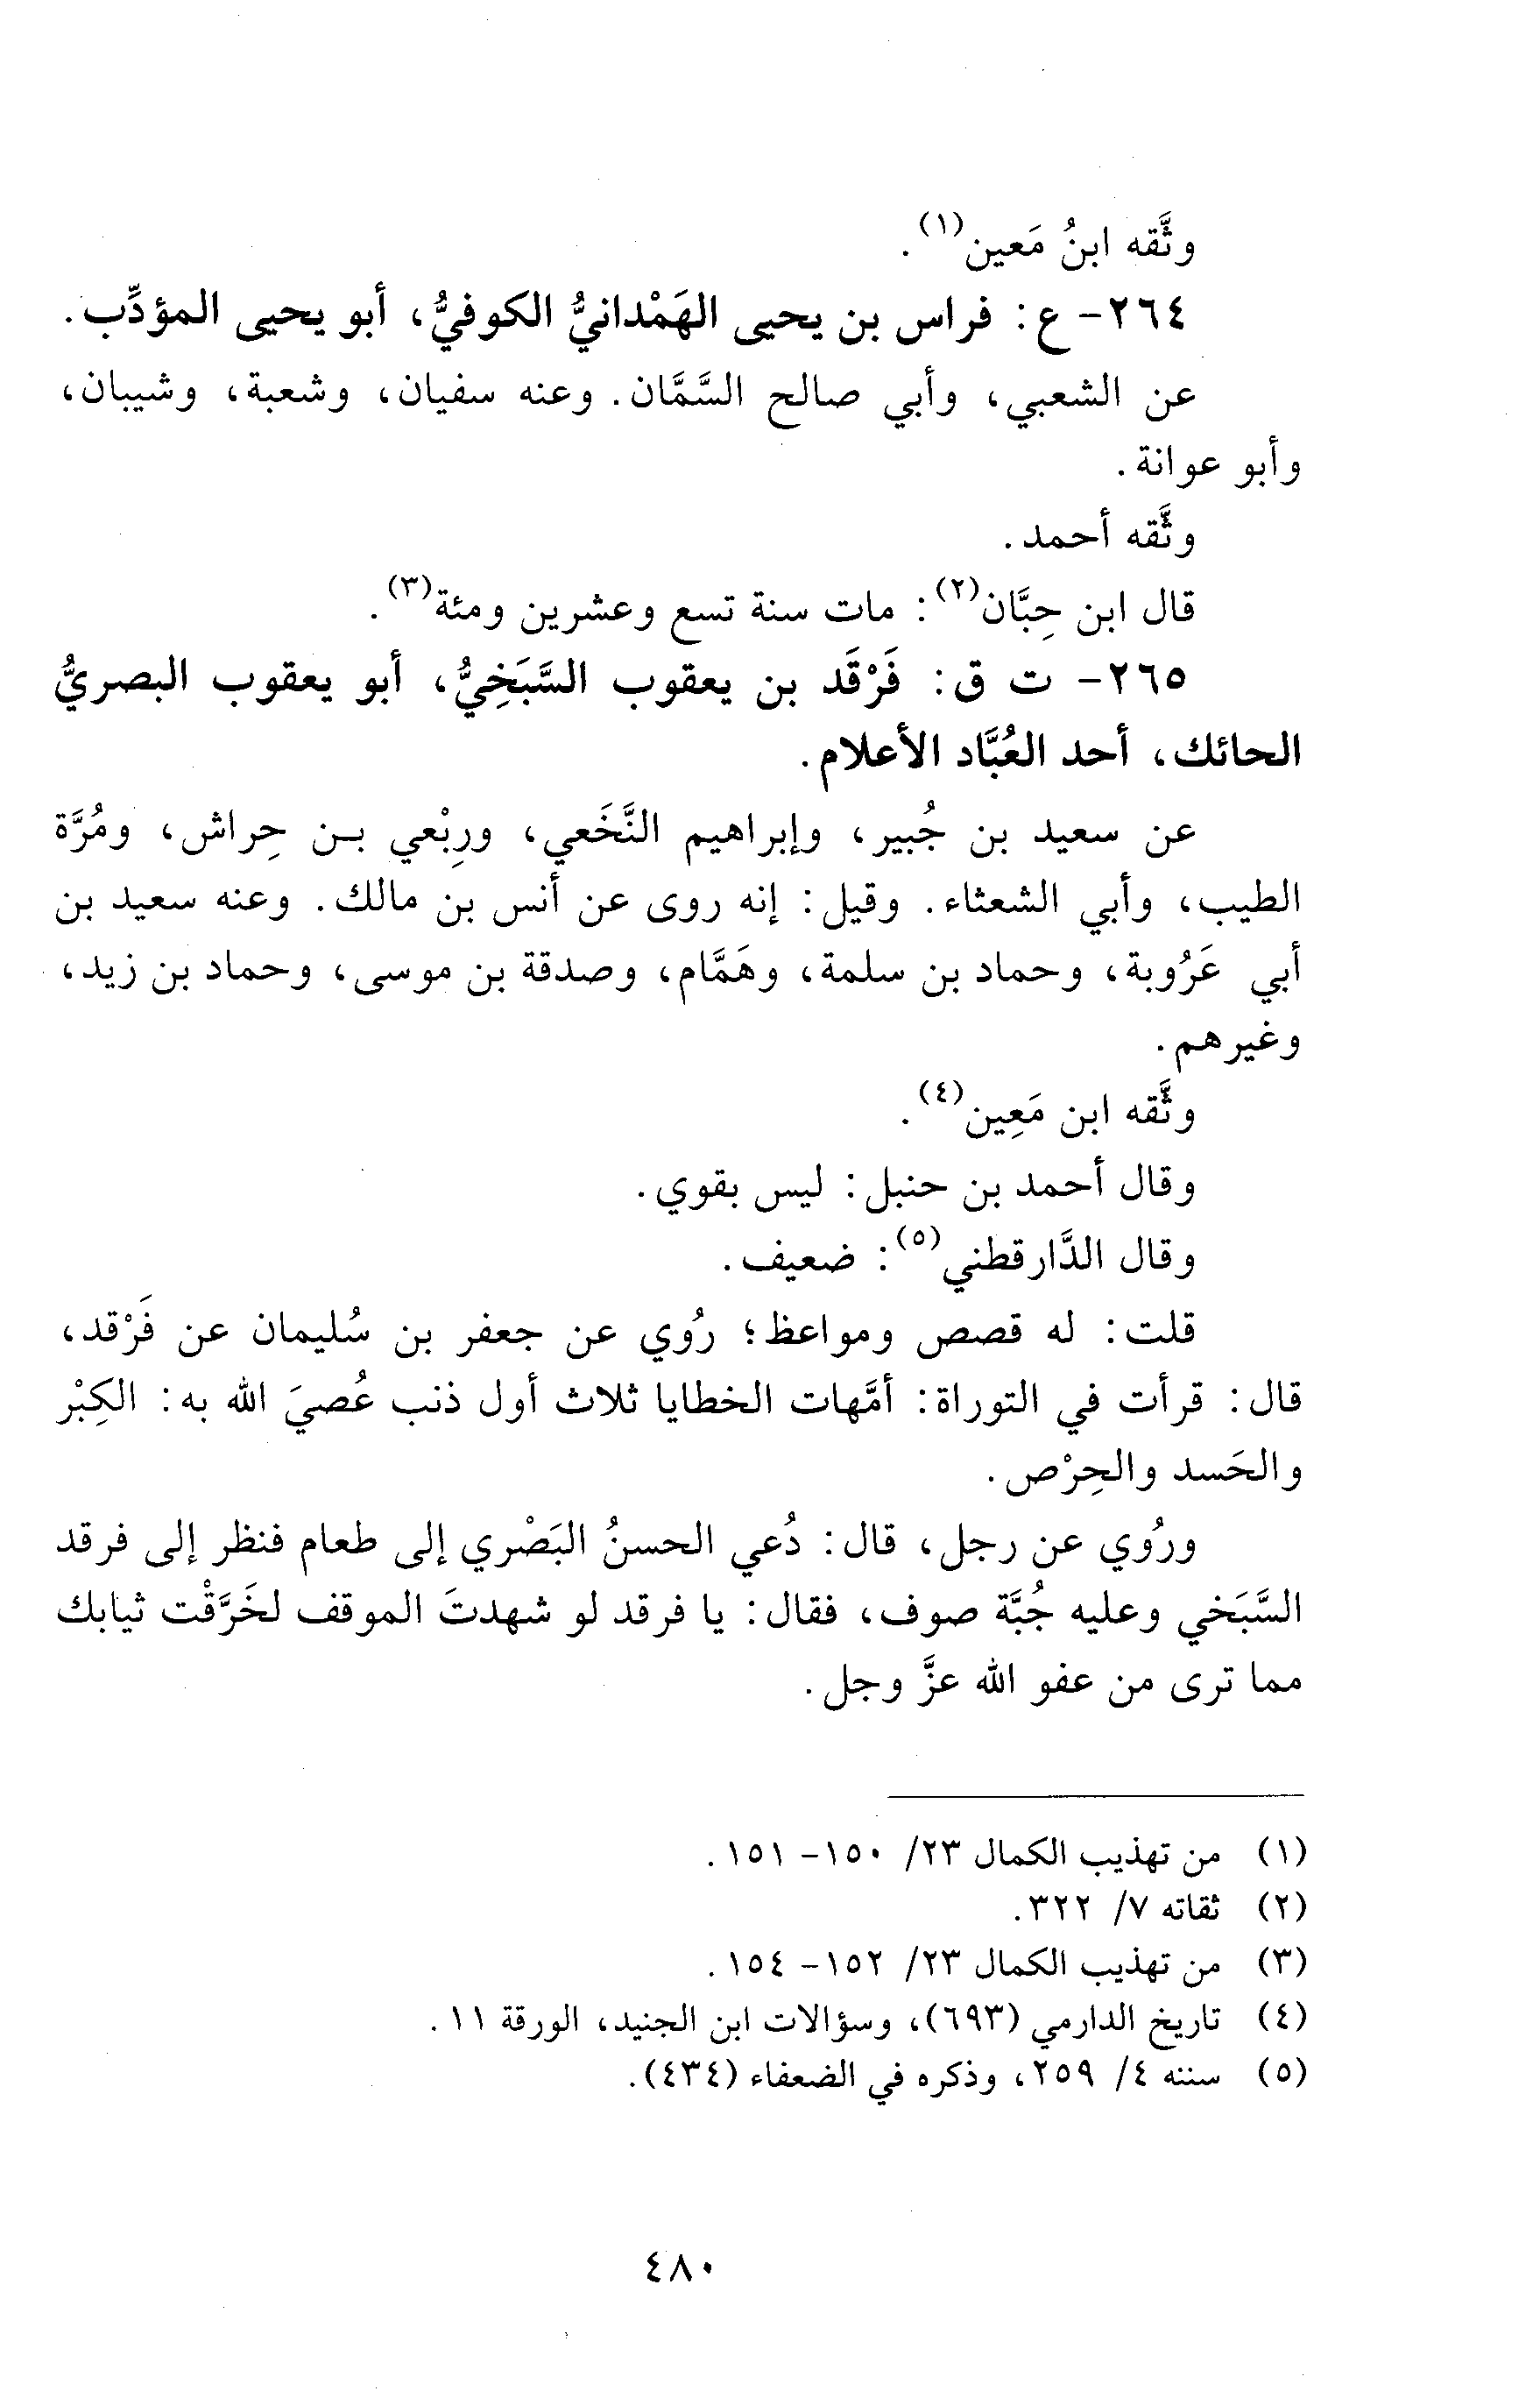 وثَّقه ابنُ مَعين(١).
٢٦٤- ع: فراس بن يحيى الهَمْدانيُّ الكوفيُّ، أبو يحيى المؤدِّب.
عن الشعبي، وأبي صالح السَّمَّان. وعنه سفيان، وشعبة، وشيبان،
وأبو عوانة.
وثَّقه أحمد.
قال ابن حِبَّان(٢): مات سنة تسع وعشرين ومئة(٣).
٢٦٥- ت ق: فَرْقَد بن يعقوب السَّبَخِيُّ، أبو يعقوب البصريُّ
الحائك، أحد العُبَّاد الأعلام.
عن سعيد بن جُبير، وإبراهيم النَّخَعي، ورِبْعي بن حِراش، ومُرَّة
الطيب، وأبي الشعثاء. وقيل: إنه روى عن أنس بن مالك. وعنه سعيد بن
أبي عَرُوبة، وحماد بن سلمة، وهَمَّام، وصدقة بن موسى، وحماد بن زيد،
وغيرهم.
وثَّقه ابن مَعِين(٤).
وقال أحمد بن حنبل: ليس بقوي.
وقال الدَّارقطني(٥): ضعيف.
قلت: له قصص ومواعظ؛ رُوي عن جعفر بن سُليمان عن فَرْقد،
قال: قرأت في التوراة: أمَّهات الخطايا ثلاث أول ذنب عُصيَ الله به: الكِبْر
والحَسد والحِرْص.
ورُوي عن رجل، قال: دُعي الحسنُ البَصْري إلى طعام فنظر إلى فرقد
السَّبَخي وعليه جُبَّة صوف، فقال: يا فرقد لو شهدتَ الموقف لخَرَّقْت ثيابك
مما ترى من عفو الله عزَّ وجل.
(١) من تهذيب الكمال ٢٣/ ١٥٠- ١٥١.
(٢) ثقاته ٧/ ٣٢٢.
(٣) من تهذيب الكمال ٢٣/ ١٥٢- ١٥٤.
(٤) تاريخ الدارمي (٦٩٣)، وسؤالات ابن الجنيد، الورقة ١١.
(٥) سننه ٤/ ٢٥٩، وذكره في الضعفاء (٤٣٤).
٤٨٠